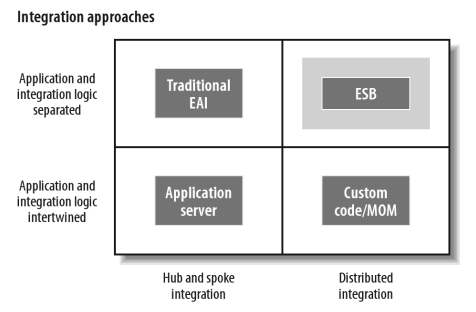 Integration approaches
Application and
integration logic
separated
Traditional
EAI
ESB
Application and
integration logic
intertwined
Application
server
Custom
code/MOM
Hub and spoke
integration
Distributed
integration